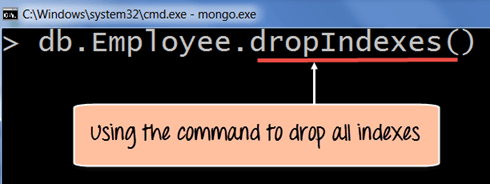 C:\Windows\system32\cmd.exe - mongo.exe
> db.Employee.dropIndexes()
Using the command to drop all indexes